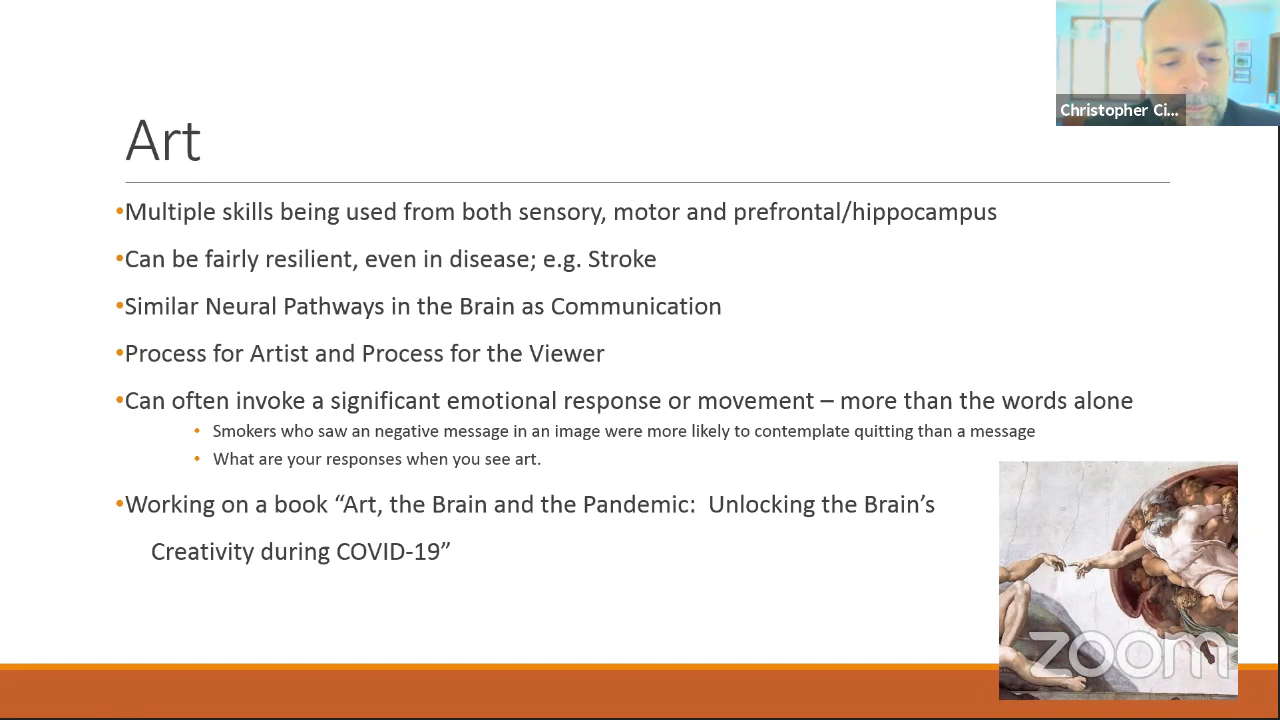 Christopher Ci...
Art
•Multiple skills being used from both sensory, motor and prefrontal/hippocampus
•Can be fairly resilient, even in disease; e.g. Stroke
•Similar Neural Pathways in the Brain as Communication
•Process for Artist and Process for the Viewer
•Can often invoke a significant emotional response or movement – more than the words alone
• Smokers who saw an negative message in an image were more likely to contemplate quitting than a message
• What are your responses when you see art.
•Working on a book “Art, the Brain and the Pandemic:  Unlocking the Brain’s
Creativity during COVID-19”
zoom